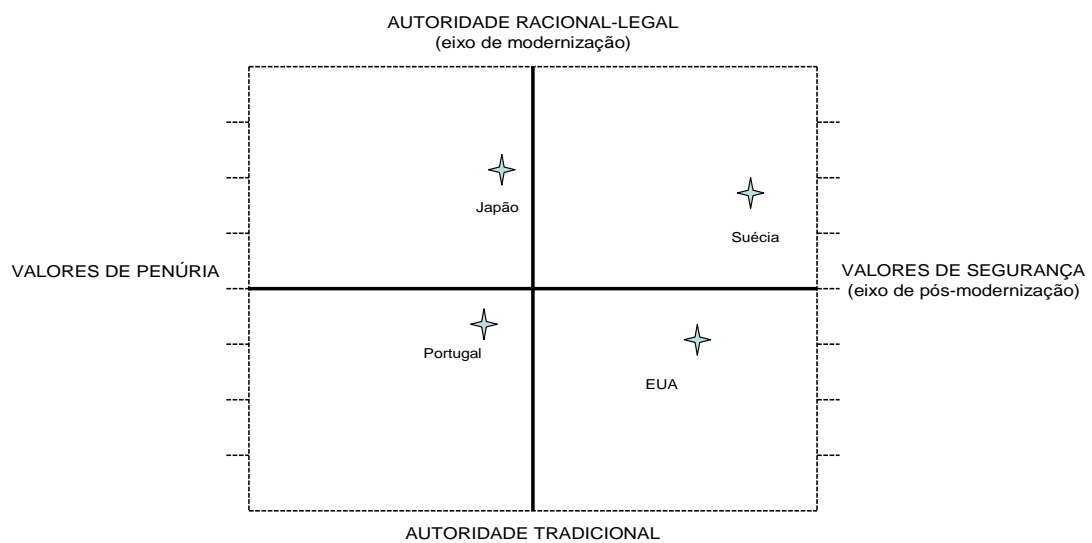 AUTORIDADE RACIONAL-LEGAL
(eixo de modernização)
Japão
Suécia
VALORES DE PENÚRIA
VALORES DE SEGURANÇA
(eixo de pós-modernização)
Portugal
EUA
AUTORIDADE TRADICIONAL